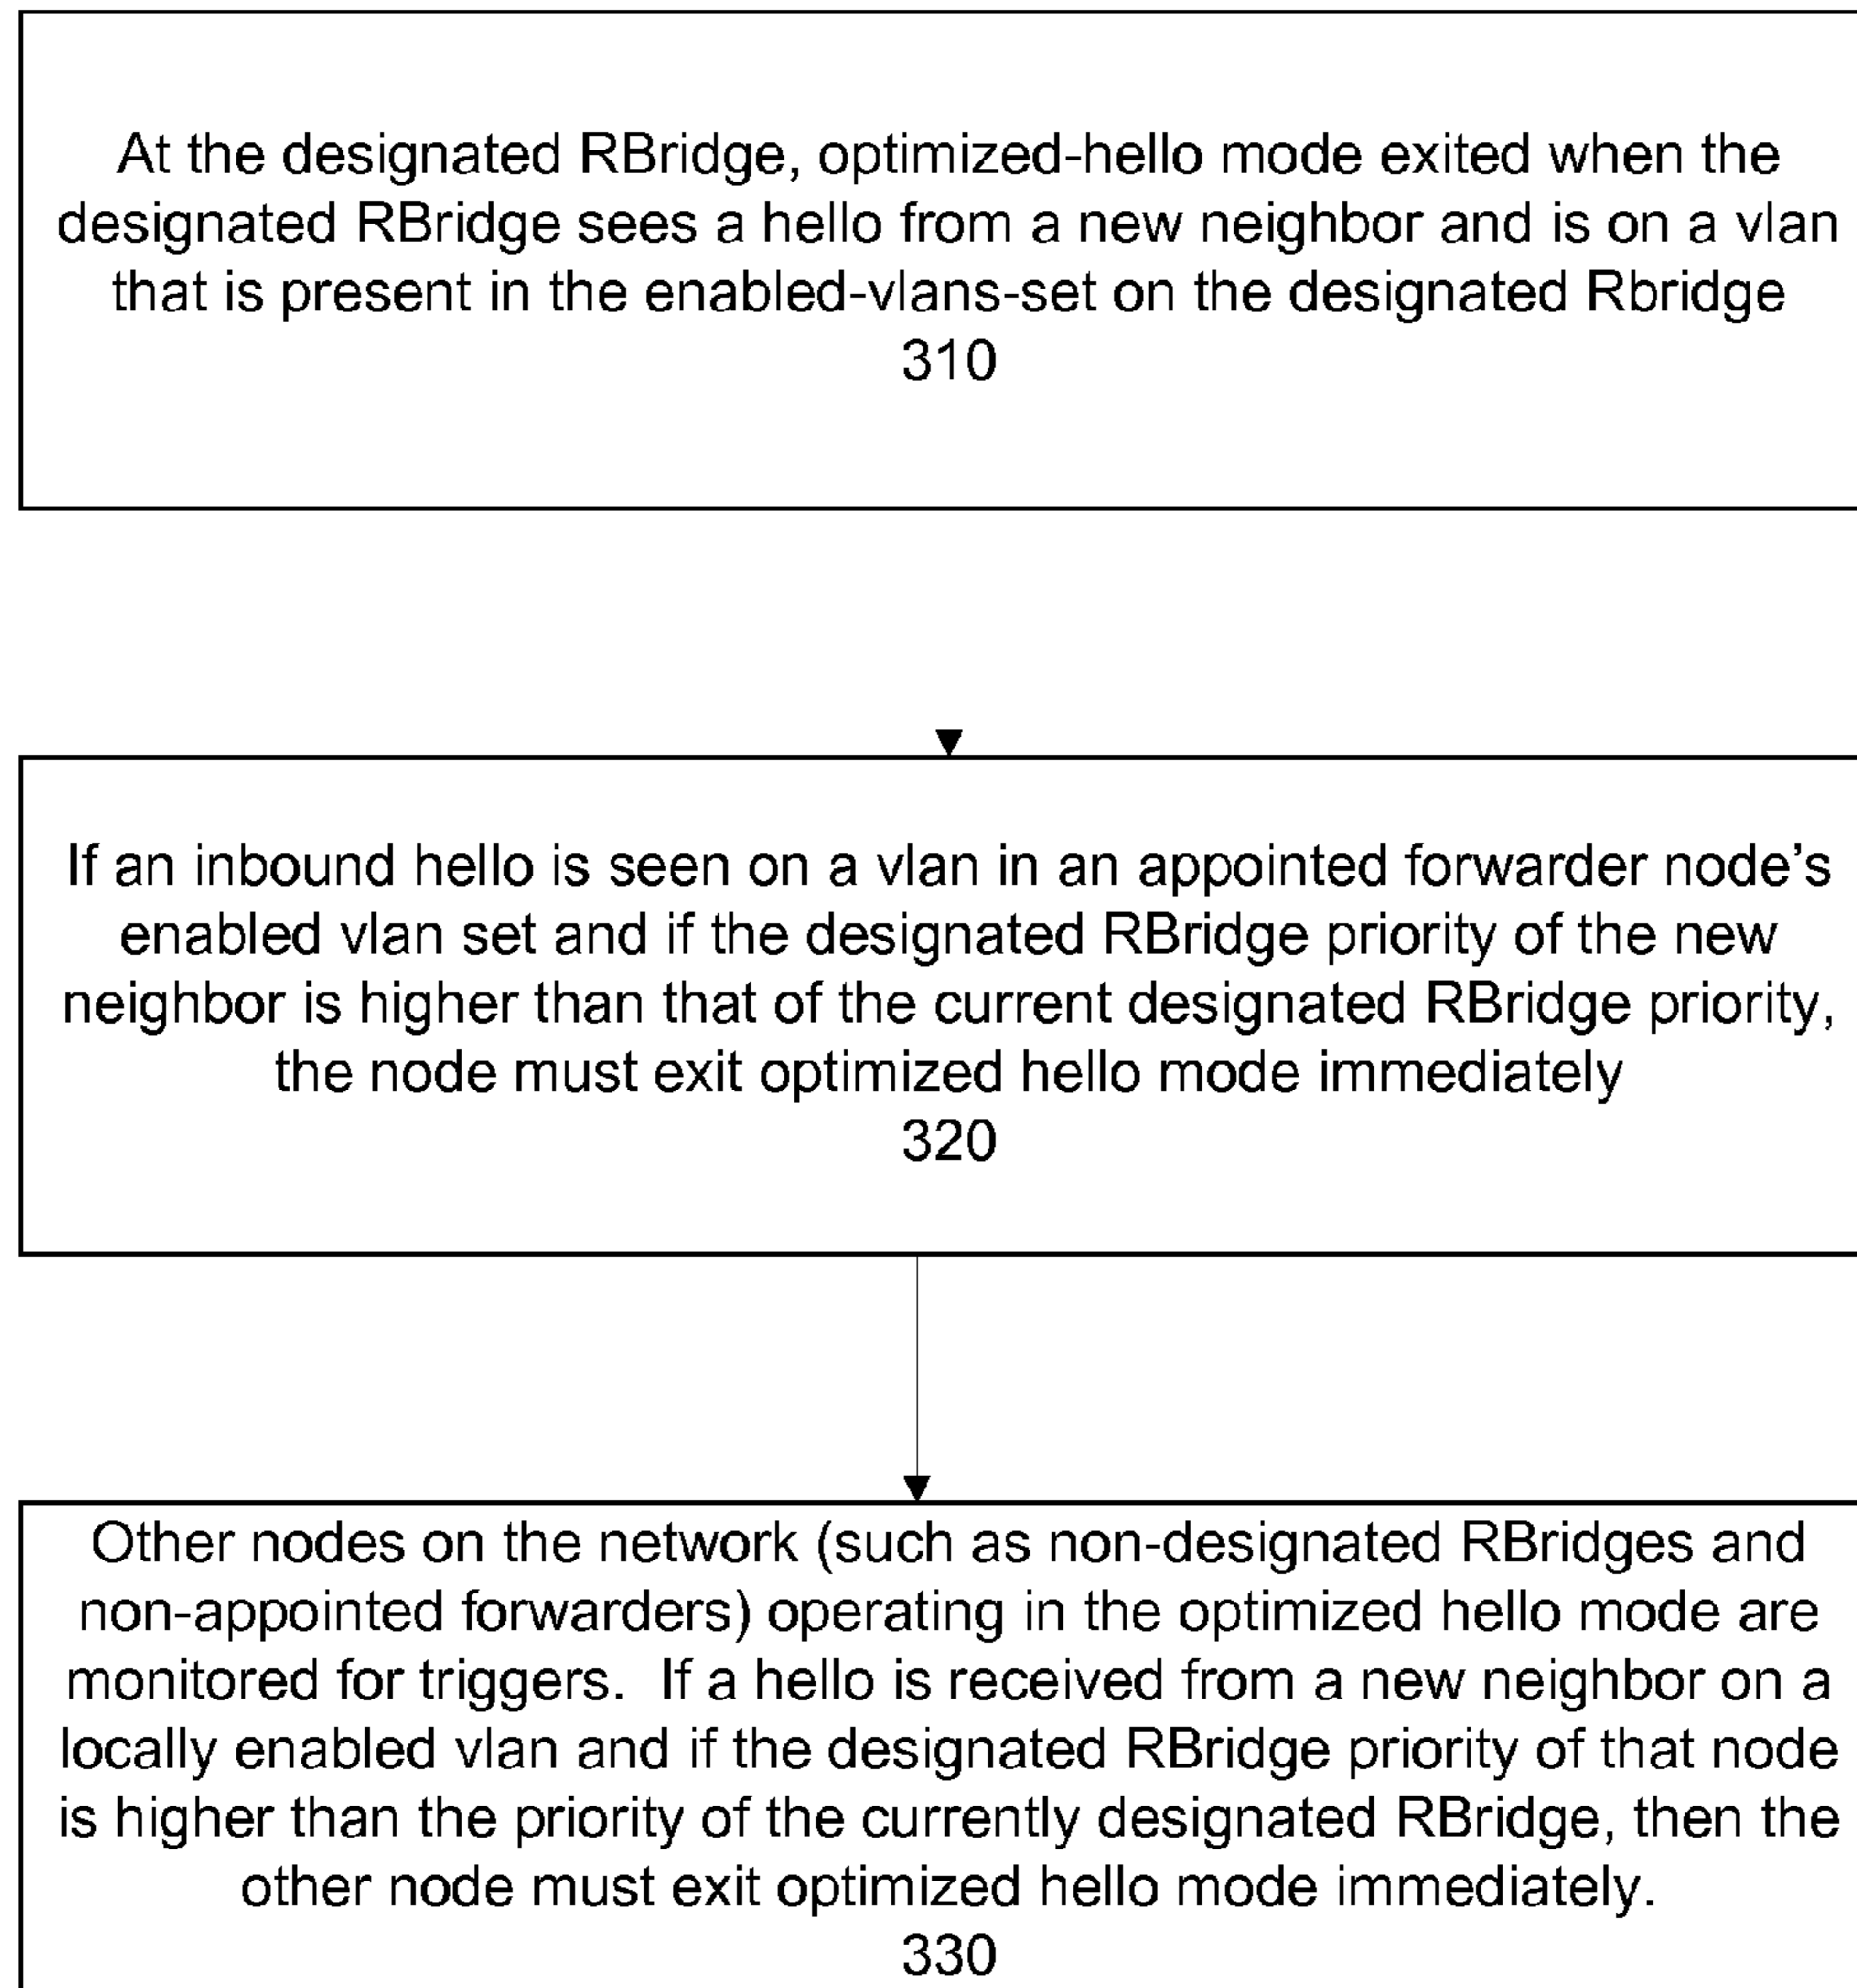 At the designated RBridge, optimized-hello mode exited when the
designated RBridge sees a hello from a new neighbor and is on a vlan
that is present in the enabled-vlans-set on the designated Rbridge
310
If an inbound hello is seen on a vlan in an appointed forwarder node's
enabled vlan set and if the designated RBridge priority of the new
neighbor is higher than that of the current designated RBridge priority,
the node must exit optimized hello mode immediately
320
Other nodes on the network (such as non-designated RBridges and
non-appointed forwarders) operating in the optimized hello mode are
monitored for triggers.  If a hello is received from a new neighbor on a
locally enabled vlan and if the designated RBridge priority of that node
is higher than the priority of the currently designated RBridge, then the
other node must exit optimized hello mode immediately.
330